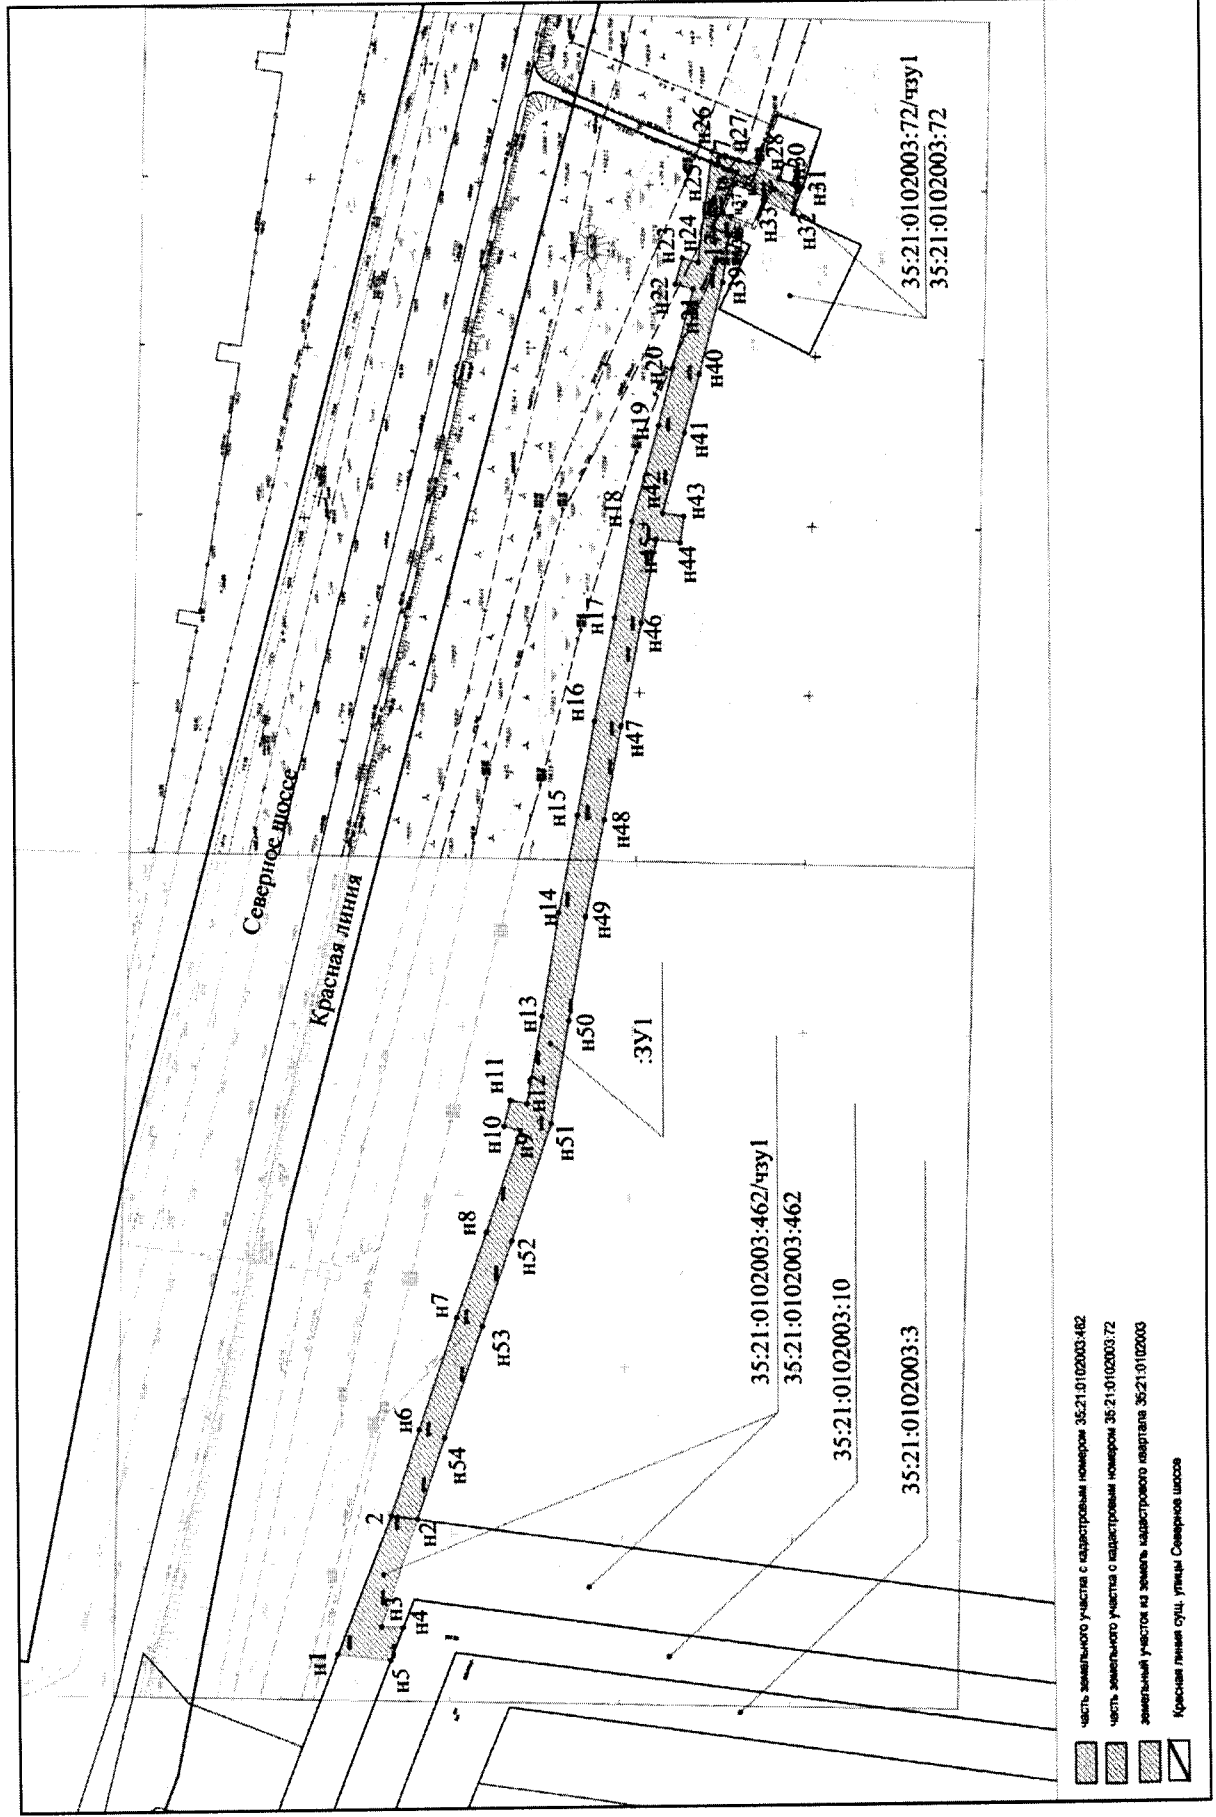 Северное шоссе
Красная линия
н1
н3
н4
н5
2
н2
н6
н54
н7
н53
н8
н52
н10
н9
н11
н12
н51
н13
н50
н14
н49
н15
н48
н16
н47
н17
н46
н18
н45
н44
н42
н43
н19
н41
н20
н40
н22
н21
н23
н24
н39
н25
н26
н27
н37
н28
н30
н31
н32
н33
:ЗУ1
35:21:0102003:72/чзу1
35:21:0102003:72
35:21:0102003:462/чзу1
35:21:0102003:462
35:21:0102003:10
35:21:0102003:3
часть земельного участка с кадастровым номером 35:21:0102003:462
часть земельного участка с кадастровым номером 35:21:0102003:72
земельный участок из земель кадастрового квартала 35:21:0102003
Красная линия сущ. улицы Северное шоссе